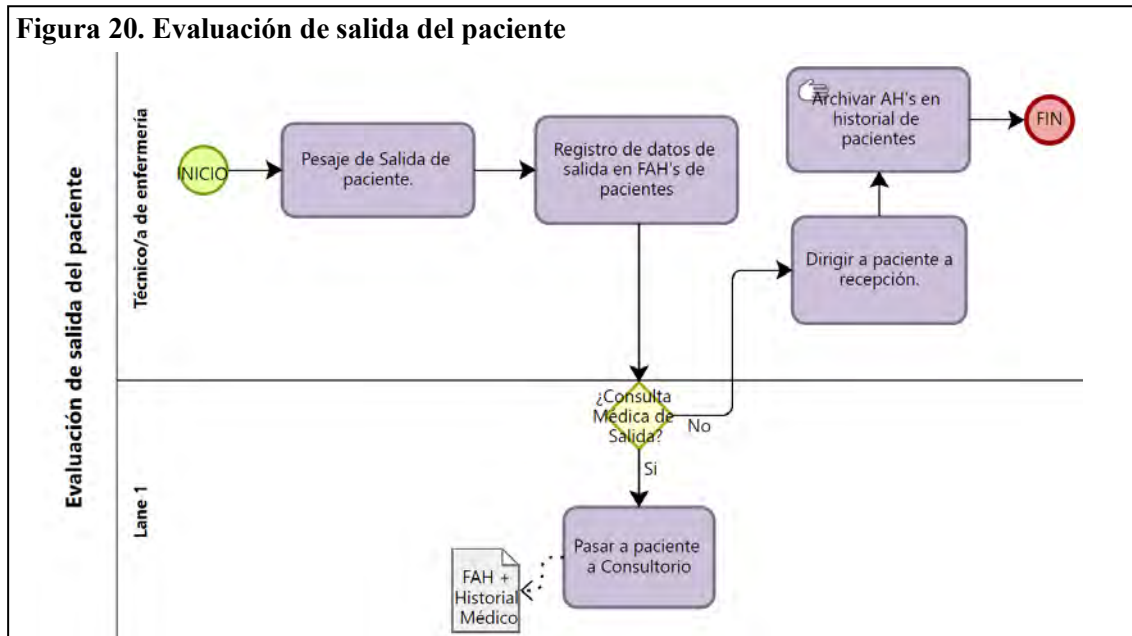 Figura 20. Evaluación de salida del paciente
Evaluación de salida del paciente
Técnico/a de enfermería
INICIO
Pesaje de Salida de
paciente.
Registro de datos de
salida en FAH's de
pacientes
Archivar AH's en
historial de
pacientes
FIN
Dirigir a paciente a
recepción.
Lane 1
¿Consulta
Médica de
Salida?
No
Si
Pasar a paciente
a Consultorio
FAH +
Historial
Médico